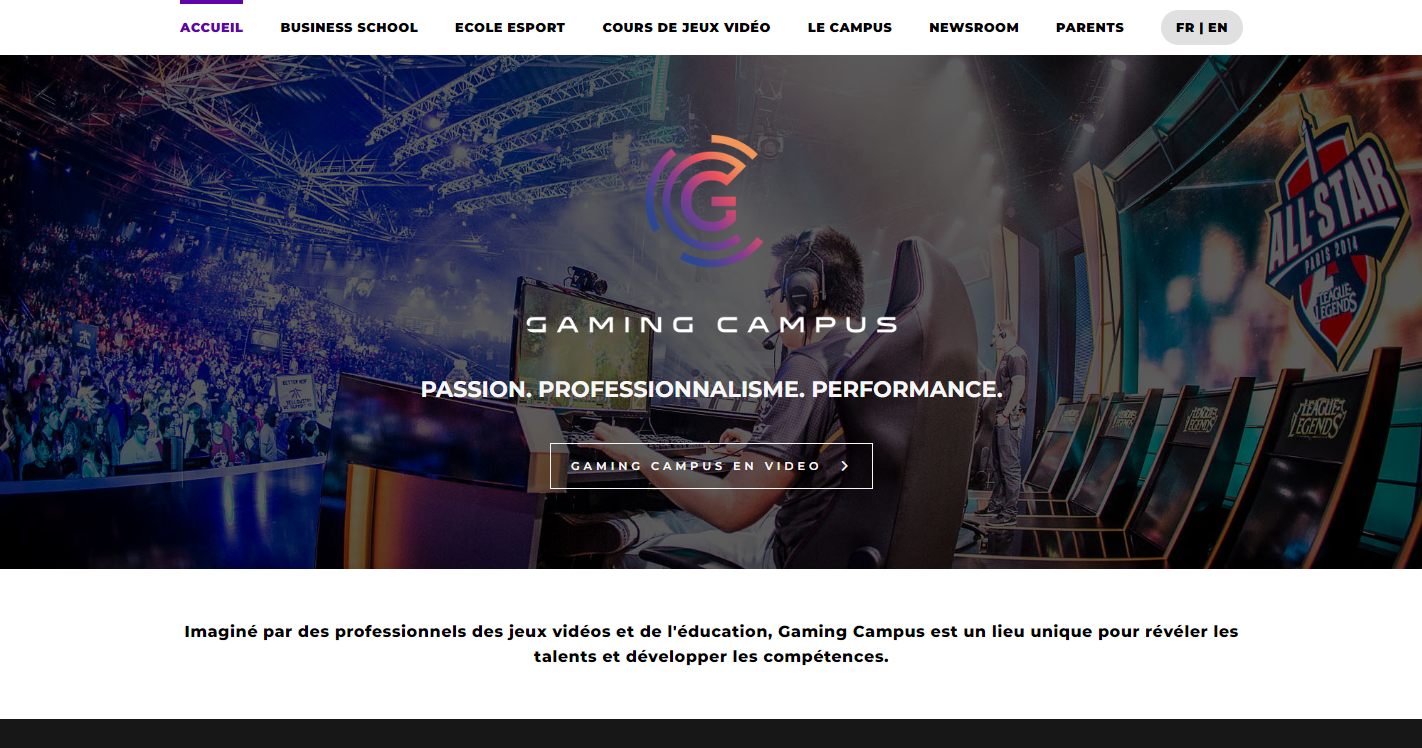 ACCUEIL BUSINESS SCHOOL ECOLE ESPORT COURS DE JEUX VIDÉO LE CAMPUS NEWSROOM PARENTS FR | EN
ALL-STAR
PARIS 2014
LEAGUE
LEGENDS
GAMING CAMPUS
PASSION. PROFESSIONNALISME. PERFORMANCE.
LEAGUE
LEGENDS
LEAGUE
LEGENDS
GAMING CAMPUS EN VIDEO
Imaginé par des professionnels des jeux vidéos et de l'éducation, Gaming Campus est un lieu unique pour révéler les
talents et développer les compétences.